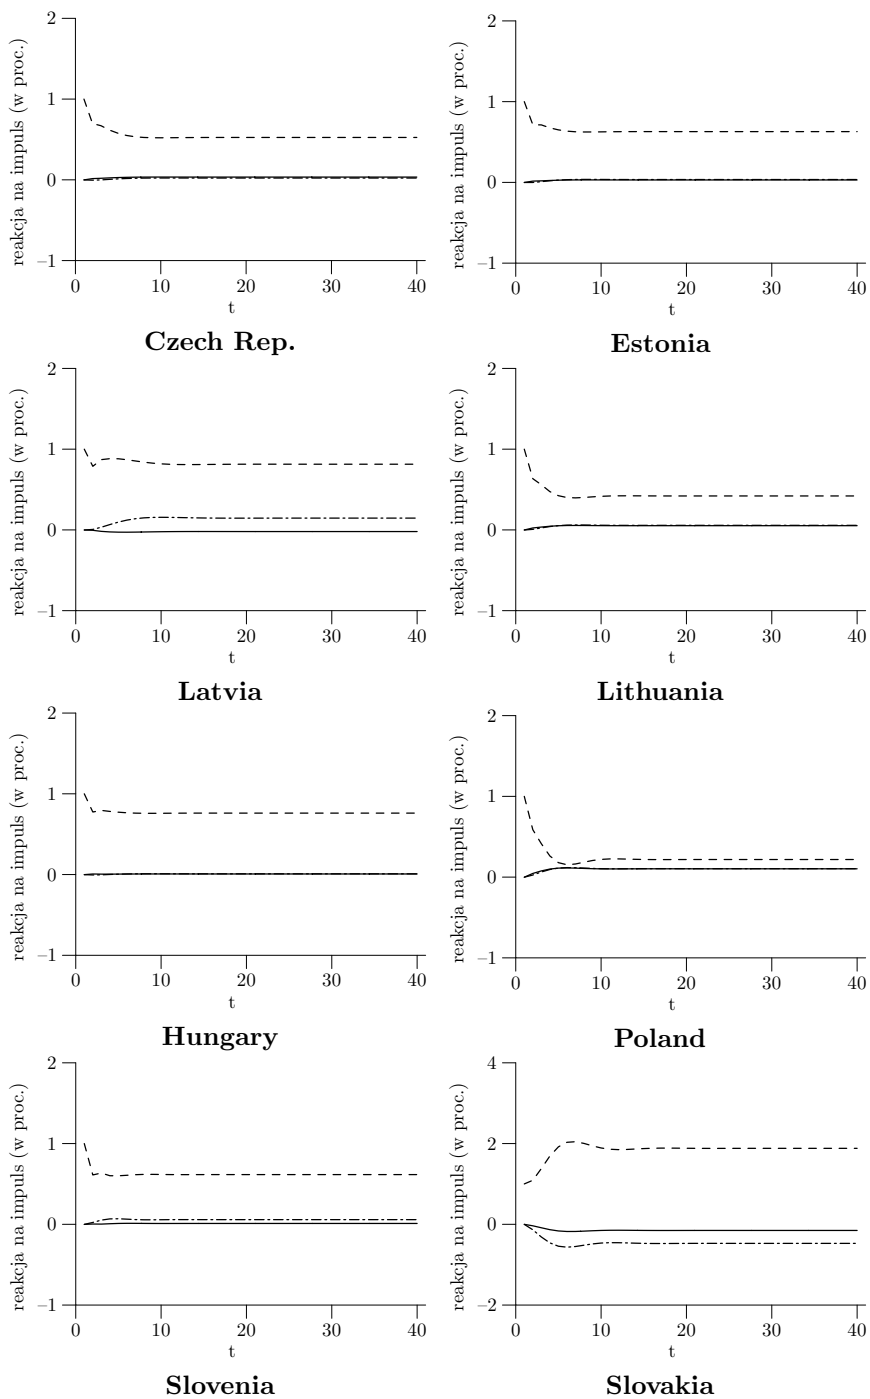 reakcja na impuls (w proc.)
2
1
0
−1
0 10 20 30 40
t
Czech Rep.
reakcja na impuls (w proc.)
2
1
0
−1
0 10 20 30 40
t
Estonia
reakcja na impuls (w proc.)
2
1
0
−1
0 10 20 30 40
t
Latvia
reakcja na impuls (w proc.)
2
1
0
−1
0 10 20 30 40
t
Lithuania
reakcja na impuls (w proc.)
2
1
0
−1
0 10 20 30 40
t
Hungary
reakcja na impuls (w proc.)
2
1
0
−1
0 10 20 30 40
t
Poland
reakcja na impuls (w proc.)
2
1
0
−1
0 10 20 30 40
t
Slovenia
reakcja na impuls (w proc.)
4
2
0
−2
0 10 20 30 40
t
Slovakia